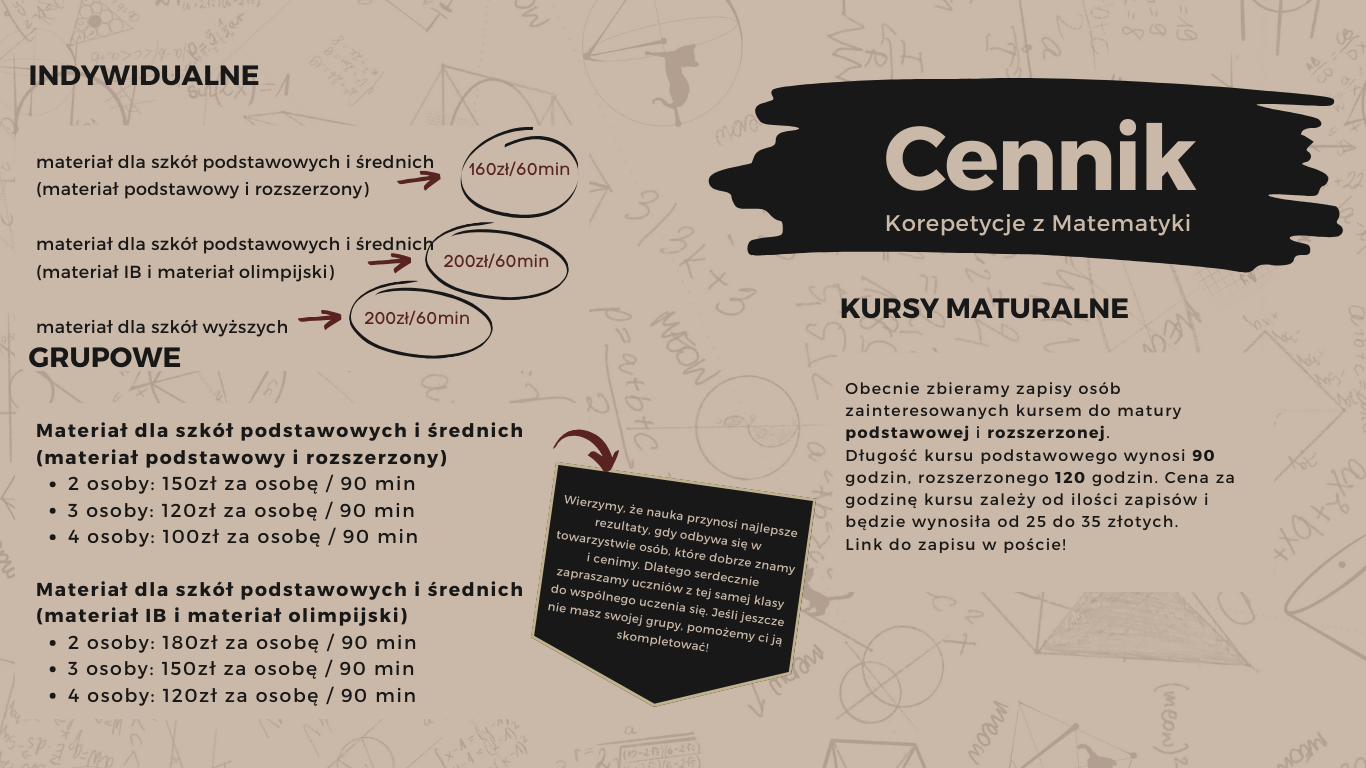 INDYWIDUALNE
materiał dla szkół podstawowych i średnich
(materiał podstawowy i rozszerzony)
160zł/60min
materiał dla szkół podstawowych i średnich
(materiał IB i materiał olimpijski)
200zł/60min
materiał dla szkół wyższych
200zł/60min
GRUPOWE
Materiał dla szkół podstawowych i średnich
(materiał podstawowy i rozszerzony)
• 2 osoby: 150zł za osobę / 90 min
• 3 osoby: 120zł za osobę / 90 min
• 4 osoby: 100zł za osobę / 90 min
Materiał dla szkół podstawowych i średnich
(materiał IB i materiał olimpijski)
• 2 osoby: 180zł za osobę / 90 min
• 3 osoby: 150zł za osobę / 90 min
• 4 osoby: 120zł za osobę / 90 min
Wierzymy, że nauka przynosi najlepsze
rezultaty, gdy odbywa się w
towarzystwie osób, które dobrze znamy
i cenimy. Dlatego serdecznie
zapraszamy uczniów z tej samej klasy
do wspólnego uczenia się. Jeśli jeszcze
nie masz swojej grupy, pomożemy ci ją
skompletować!
Cennik
Korepetycje z Matematyki
KURSY MATURALNE
Obecnie zbieramy zapisy osób
zainteresowanych kursem do matury
podstawowej i rozszerzonej.
Długość kursu podstawowego wynosi 90
godzin, rozszerzonego 120 godzin. Cena za
godzinę kursu zależy od ilości zapisów i
będzie wynosiła od 25 do 35 złotych.
Link do zapisu w poście!